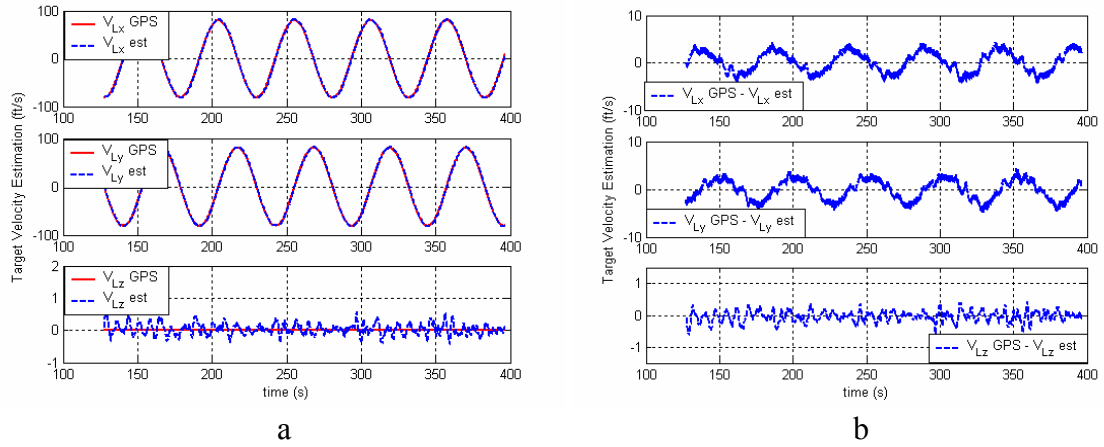 Target Velocity Estimation (ft/s)
100
0
-100
V_Lx GPS
V_Lx est
100 150 200 250 300 350 400
100
0
-100
V_Ly GPS
V_Ly est
100 150 200 250 300 350 400
2
1
0
-1
V_Lz GPS
V_Lz est
100 150 200 250 300 350 400
time (s)
a
Target Velocity Estimation (ft/s)
10
0
-10
V_Lx GPS - V_Lx est
100 150 200 250 300 350 400
10
0
-10
V_Ly GPS - V_Ly est
100 150 200 250 300 350 400
1
0
-1
V_Lz GPS - V_Lz est
100 150 200 250 300 350 400
time (s)
b